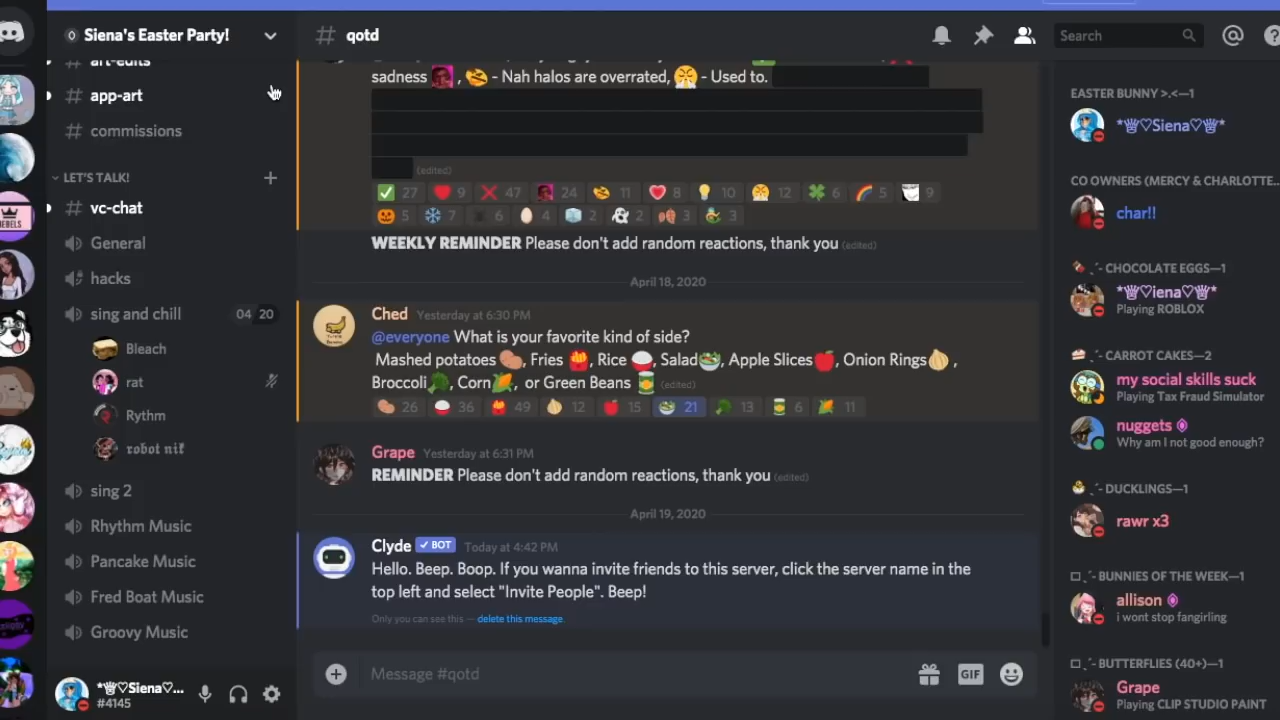 Siena's Easter Party!
# qotd
Search
art-edits
# app-art
# commissions
LET'S TALK!
# vc-chat
General
hacks
sing and chill 04 20
Bleach
rat
Rythm
robot nif
sing 2
Rhythm Music
Pancake Music
Fred Boat Music
Groovy Music
*♕♡Siena♡...
#4145
sadness , - Nah halos are overrated, - Used to.
(edited)
27 9 47 24 11 8 10 12 6 5 9
5 7 6 4 2 2 3 3
WEEKLY REMINDER Please don't add random reactions, thank you (edited)
April 18, 2020
Ched Yesterday at 6:30 PM
@everyone What is your favorite kind of side?
Mashed potatoes , Fries , Rice , Salad , Apple Slices , Onion Rings ,
Broccoli , Corn , or Green Beans (edited)
26 36 49 12 15 21 13 6 11
Grape Yesterday at 6:31 PM
REMINDER Please don't add random reactions, thank you (edited)
April 19, 2020
Clyde ✓ BOT Today at 4:42 PM
Hello. Beep. Boop. If you wanna invite friends to this server, click the server name in the
top left and select "Invite People". Beep!
Only you can see this — delete this message.
Message #qotd
GIF
EASTER BUNNY >.<—1
*♕♡Siena♡♕*
CO OWNERS (MERCY & CHARLOTTE...
char!!
CHOCOLATE EGGS—1
*♕♡iena♡♕*
Playing ROBLOX
CARROT CAKES—2
my social skills suck
Playing Tax Fraud Simulator
nuggets
Why am I not good enough?
DUCKLINGS—1
rawr x3
BUNNIES OF THE WEEK—1
allison
i wont stop fangirling
BUTTERFLIES (40+)—1
Grape
Playing CLIP STUDIO PAINT